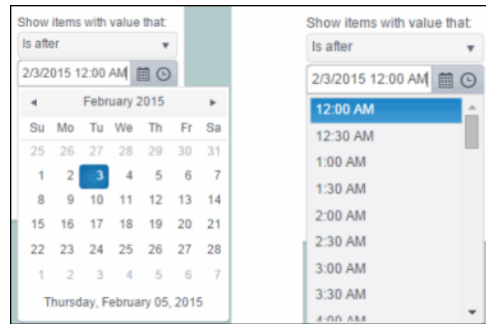 Show items with value that:
Is after
2/3/2015 12:00 AM
February 2015
Su Mo Tu We Th Fr Sa
25 26 27 28 29 30 31
1 2 3 4 5 6 7
8 9 10 11 12 13 14
15 16 17 18 19 20 21
22 23 24 25 26 27 28
1 2 3 4 5 6 7
Thursday, February 05, 2015
Show items with value that:
Is after
2/3/2015 12:00 AM
12:00 AM
12:30 AM
1:00 AM
1:30 AM
2:00 AM
2:30 AM
3:00 AM
3:30 AM
4:00 AM